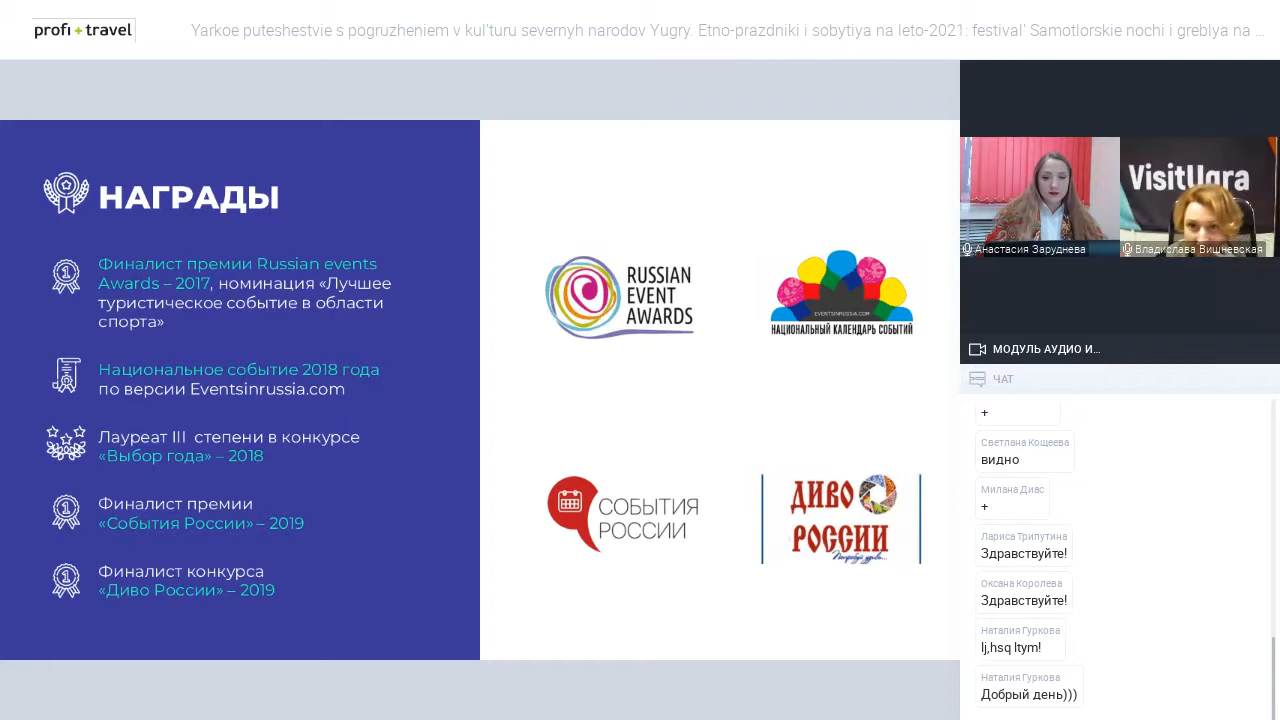 profi + travel
Yarkoe puteshestvie s pogruzheniem v kul'turu severnyh narodov Yugry. Etno-prazdniki i sobytiya na leto-2021: festival' Samotlorskie nochi i greblya na ...
НАГРАДЫ
Финалист премии Russian events
Awards – 2017, номинация «Лучшее
туристическое событие в области
спорта»
Национальное событие 2018 года
по версии Eventsinrussia.com
Лауреат III степени в конкурсе
«Выбор года» – 2018
Финалист премии
«События России» – 2019
Финалист конкурса
«Диво России» – 2019
RUSSIAN
EVENT
AWARDS
EVENTSINRUSSIA.COM
НАЦИОНАЛЬНЫЙ КАЛЕНДАРЬ СОБЫТИЙ
СОБЫТИЯ
РОССИИ
ДИВО
РОССИИ
VisitUgra
Анастасия Заруднева
Владислава Вишневская
МОДУЛЬ АУДИО И...
ЧАТ
+
Светлана Кощеева
видно
Милана Диас
+
Лариса Трипутина
Здравствуйте!
Оксана Королева
Здравствуйте!
Наталия Гуркова
lj,hsq ltym!
Наталия Гуркова
Добрый день)))